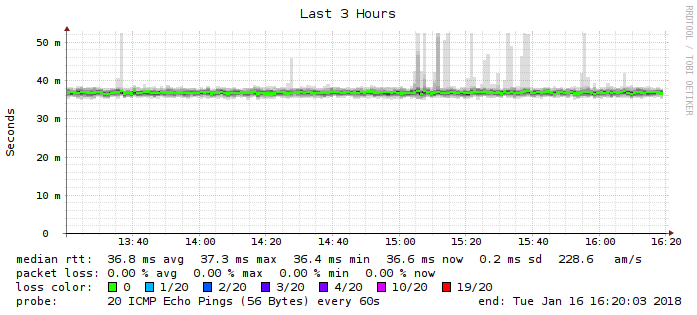 Last 3 Hours
RRDTOOL / TOBI OETIKER
Seconds
50 m
40 m
30 m
20 m
10 m
0
13:40 14:00 14:20 14:40 15:00 15:20 15:40 16:00 16:20
median rtt: 36.8 ms avg 37.3 ms max 36.4 ms min 36.6 ms now 0.2 ms sd 228.6 am/s
packet loss: 0.00 % avg 0.00 % max 0.00 % min 0.00 % now
loss color: 0 1/20 2/20 3/20 4/20 10/20 19/20
probe: 20 ICMP Echo Pings (56 Bytes) every 60s end: Tue Jan 16 16:20:03 2018